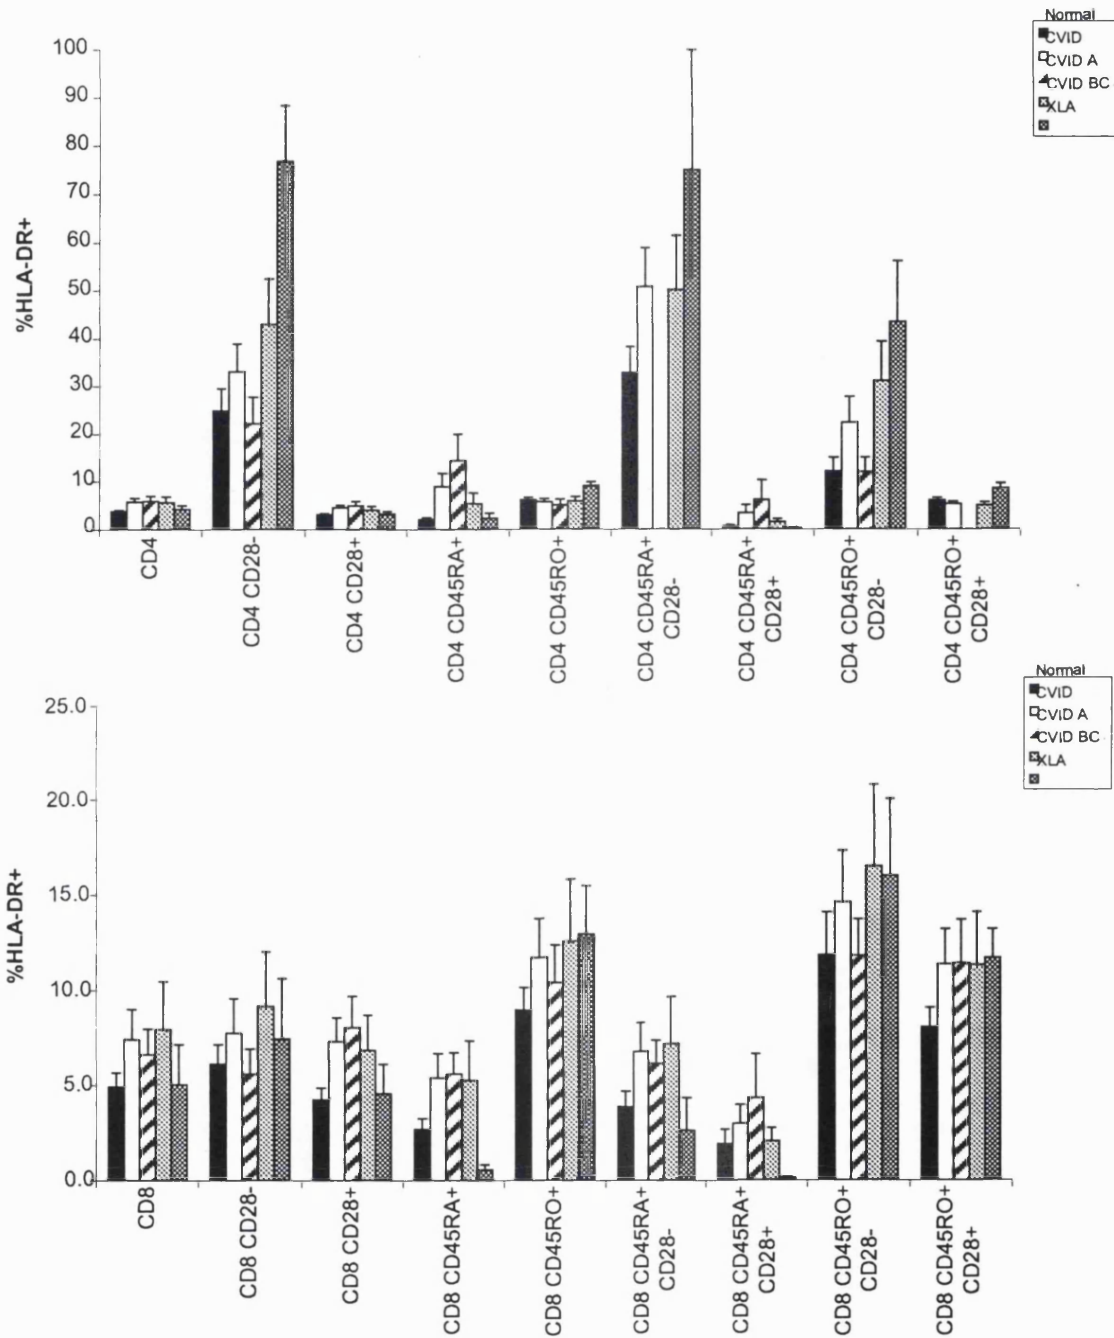 Normal
CVID
CVID A
CVID BC
XLA
100
90
80
70
60
50
40
30
20
10
0
%HLA-DR+
CD4
CD4 CD28-
CD4 CD28+
CD4 CD45RA+
CD4 CD45RO+
CD4 CD45RA+
CD28-
CD4 CD45RA+
CD28+
CD4 CD45RO+
CD28-
CD4 CD45RO+
CD28+
Normal
CVID
CVID A
CVID BC
XLA
25.0
20.0
15.0
10.0
5.0
0.0
%HLA-DR+
CD8
CD8 CD28-
CD8 CD28+
CD8 CD45RA+
CD8 CD45RO+
CD8 CD45RA+
CD28-
CD8 CD45RA+
CD28+
CD8 CD45RO+
CD28-
CD8 CD45RO+
CD28+